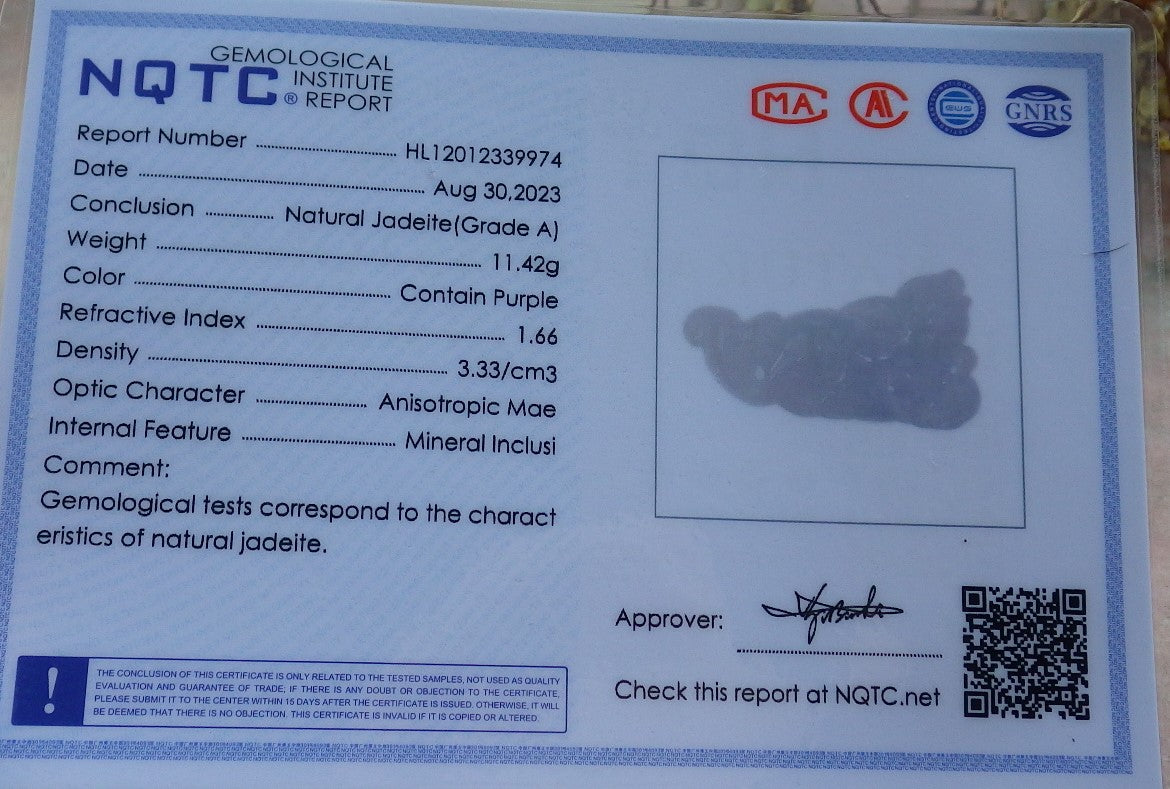 GEMOLOGICAL
NQTC® INSTITUTE
REPORT
MA
GNRS
Report Number ........ HL12012339974
Date ........ Aug 30,2023
Conclusion ........ Natural Jadeite(Grade A)
Weight ........ 11.42g
Color ........ Contain Purple
Refractive Index ........ 1.66
Density ........ 3.33/cm3
Optic Character ........ Anisotropic Mae
Internal Feature ........ Mineral Inclusi
Comment:
Gemological tests correspond to the charact
eristics of natural jadeite.
Approver:
Check this report at NQTC.net
!
THE CONCLUSION OF THIS CERTIFICATE IS ONLY RELATED TO THE TESTED SAMPLES, NOT USED AS QUALITY
EVALUATION AND GUARANTEE OF TRADE; IF THERE IS ANY DOUBT OR OBJECTION TO THE CERTIFICATE,
PLEASE SUBMIT IT TO THE CENTER WITHIN 15 DAYS AFTER THE CERTIFICATE IS ISSUED. OTHERWISE, IT WILL
BE DEEMED THAT THERE IS NO OBJECTION. THIS CERTIFICATE IS INVALID IF IT IS COPIED OR ALTERED.